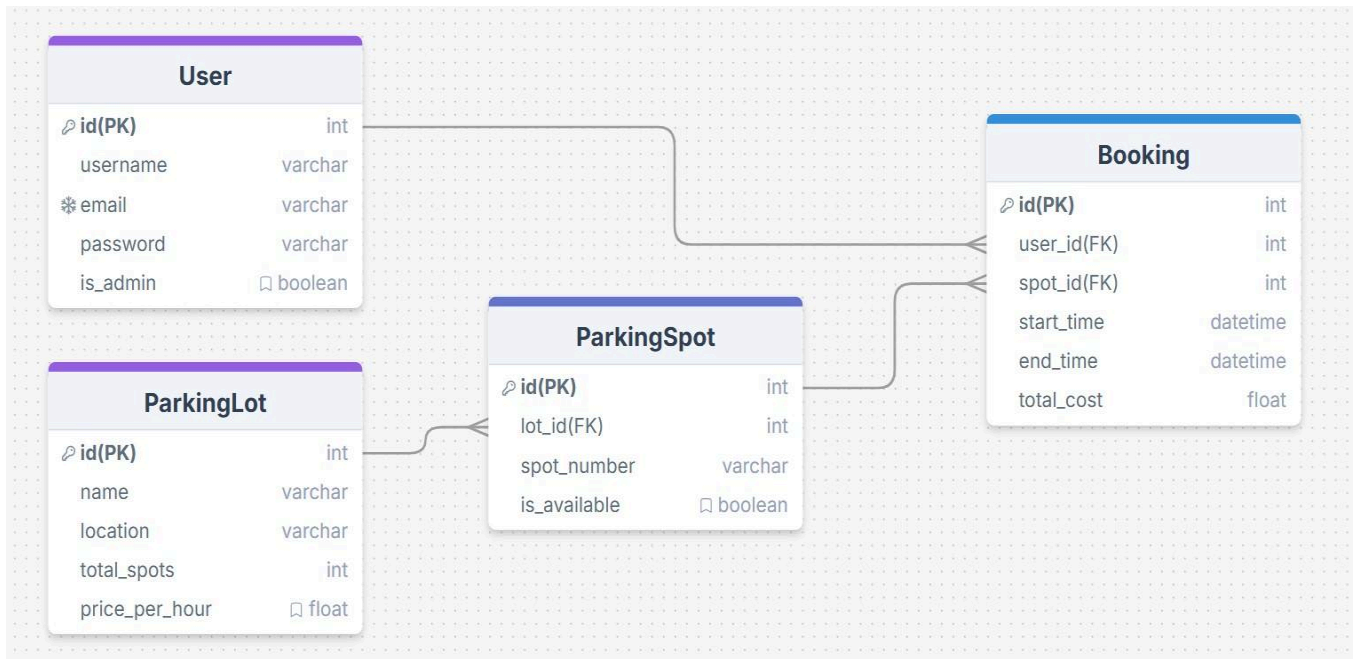 User
id(PK) int
username varchar
email varchar
password varchar
is_admin boolean
ParkingLot
id(PK) int
name varchar
location varchar
total_spots int
price_per_hour float
ParkingSpot
id(PK) int
lot_id(FK) int
spot_number varchar
is_available boolean
Booking
id(PK) int
user_id(FK) int
spot_id(FK) int
start_time datetime
end_time datetime
total_cost float